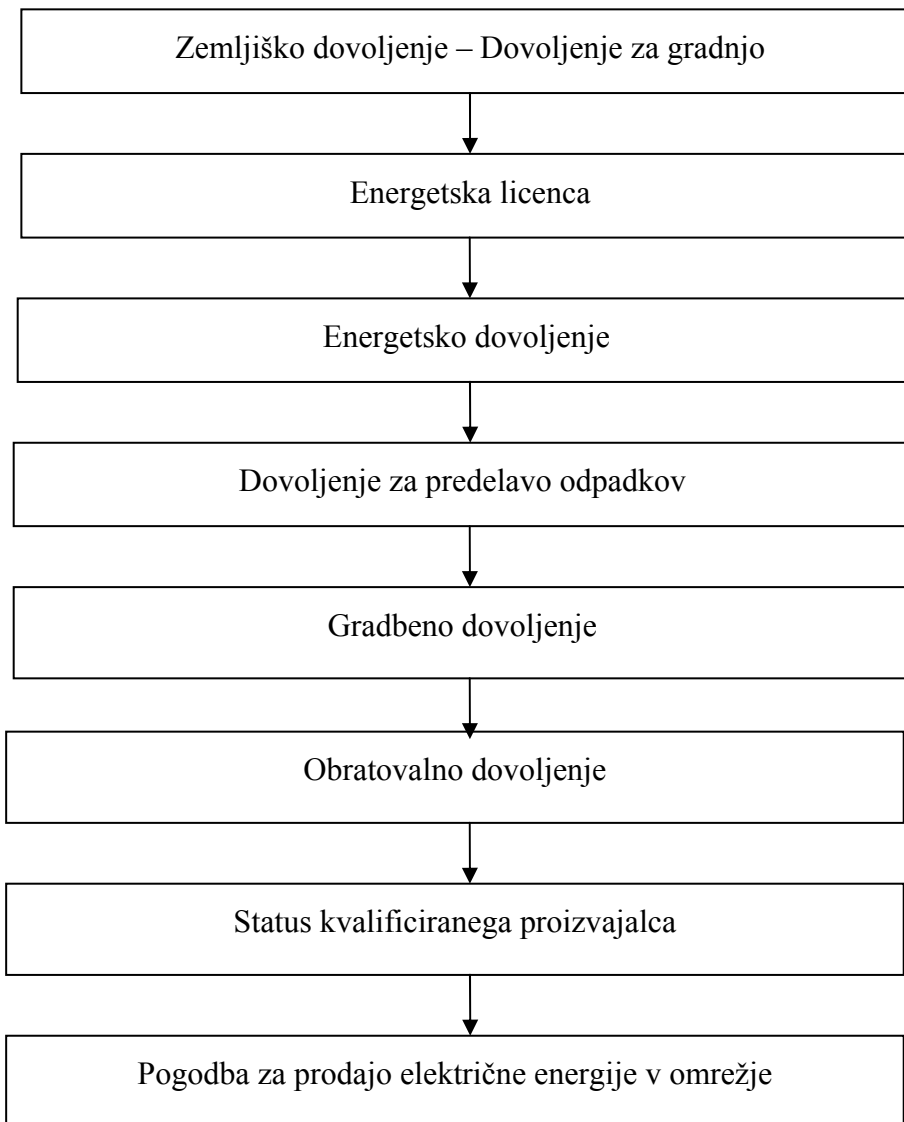 Zemljiško dovoljenje – Dovoljenje za gradnjo
Energetska licenca
Energetsko dovoljenje
Dovoljenje za predelavo odpadkov
Gradbeno dovoljenje
Obratovalno dovoljenje
Status kvalificiranega proizvajalca
Pogodba za prodajo električne energije v omrežje